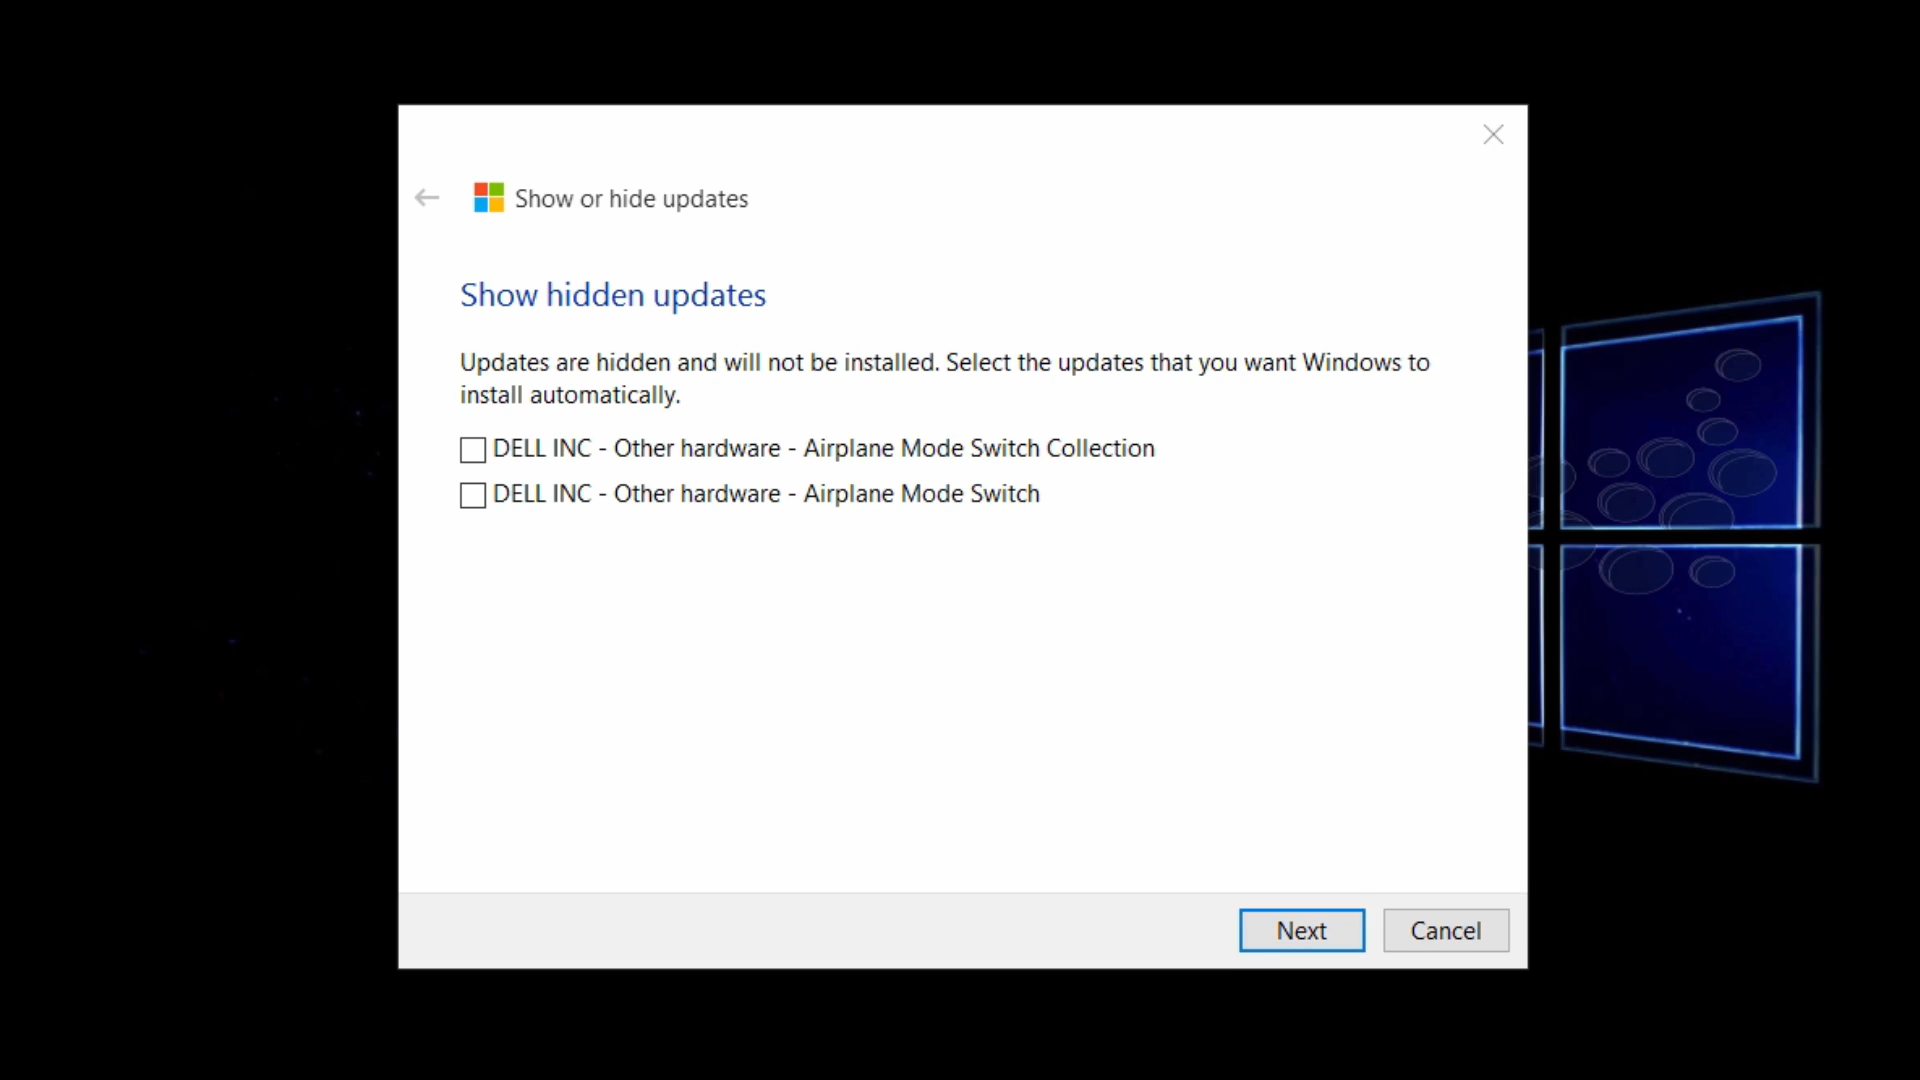 Show or hide updates
Show hidden updates
Updates are hidden and will not be installed. Select the updates that you want Windows to
install automatically.
DELL INC - Other hardware - Airplane Mode Switch Collection
DELL INC - Other hardware - Airplane Mode Switch
Next
Cancel